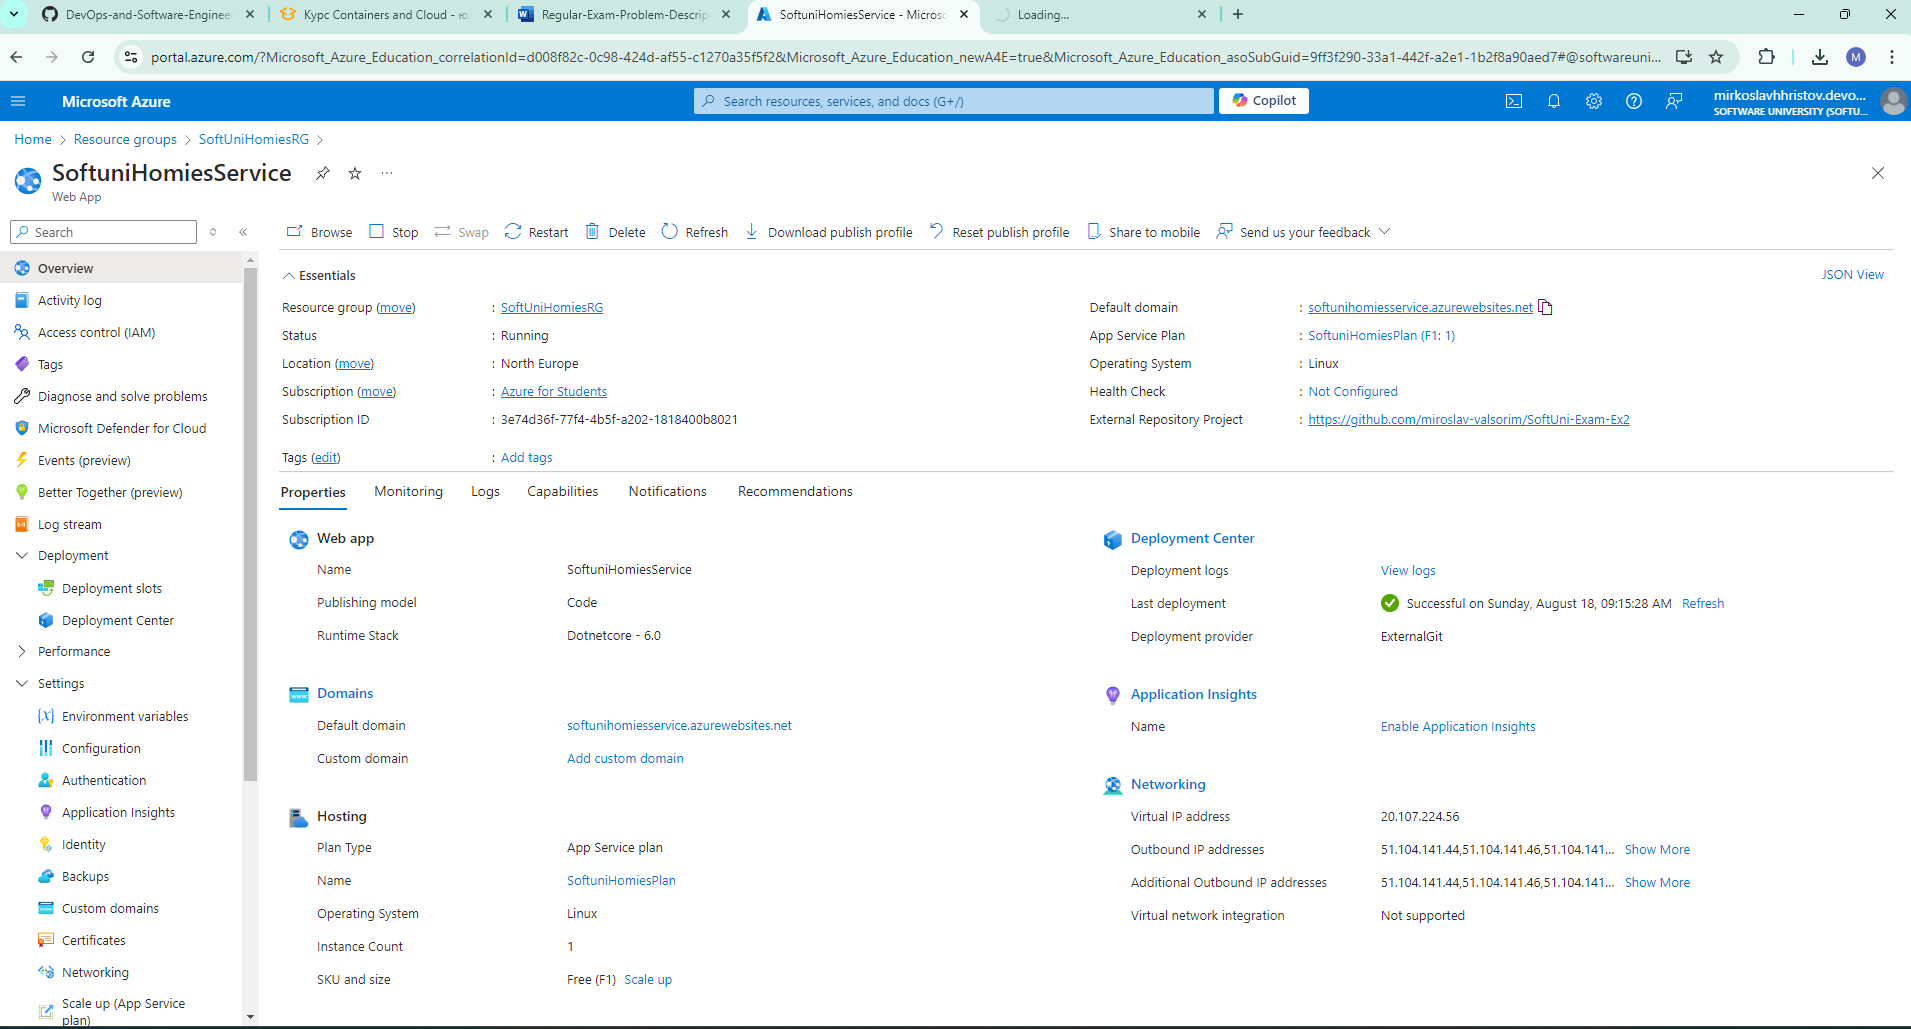 DevOps-and-Software-Enginee
Курс Containers and Cloud - ю
Regular-Exam-Problem-Descrip
SoftuniHomiesService - Micros
Loading...
portal.azure.com/?Microsoft_Azure_Education_correlationId=d008f82c-0c98-424d-af55-c1270a35f5f2&Microsoft_Azure_Education_newA4E=true&Microsoft_Azure_Education_asoSubGuid=9ff3f290-33a1-442f-a2e1-1b2f8a90aed7#@softwareuni...
M
Microsoft Azure
Search resources, services, and docs (G+/)
Copilot
mirkoslavhhristov.devo...
SOFTWARE UNIVERSITY (SOFTU...
Home > Resource groups > SoftUniHomiesRG >
SoftuniHomiesService
Web App
Search
Browse Stop Swap Restart Delete Refresh Download publish profile Reset publish profile Share to mobile Send us your feedback
Overview
Activity log
Access control (IAM)
Tags
Diagnose and solve problems
Microsoft Defender for Cloud
Events (preview)
Better Together (preview)
Log stream
Deployment
Deployment slots
Deployment Center
Performance
Settings
Environment variables
Configuration
Authentication
Application Insights
Identity
Backups
Custom domains
Certificates
Networking
Scale up (App Service
plan)
Essentials
JSON View
Resource group (move) : SoftUniHomiesRG
Status : Running
Location (move) : North Europe
Subscription (move) : Azure for Students
Subscription ID : 3e74d36f-77f4-4b5f-a202-1818400b8021
Tags (edit) : Add tags
Default domain : softunihomiesservice.azurewebsites.net
App Service Plan : SoftuniHomiesPlan (F1: 1)
Operating System : Linux
Health Check : Not Configured
External Repository Project : https://github.com/miroslav-valsorim/SoftUni-Exam-Ex2
Properties Monitoring Logs Capabilities Notifications Recommendations
Web app
Name SoftuniHomiesService
Publishing model Code
Runtime Stack Dotnetcore - 6.0
Domains
Default domain softunihomiesservice.azurewebsites.net
Custom domain Add custom domain
Hosting
Plan Type App Service plan
Name SoftuniHomiesPlan
Operating System Linux
Instance Count 1
SKU and size Free (F1) Scale up
Deployment Center
Deployment logs View logs
Last deployment Successful on Sunday, August 18, 09:15:28 AM Refresh
Deployment provider ExternalGit
Application Insights
Name Enable Application Insights
Networking
Virtual IP address 20.107.224.56
Outbound IP addresses 51.104.141.44,51.104.141.46,51.104.141... Show More
Additional Outbound IP addresses 51.104.141.44,51.104.141.46,51.104.141... Show More
Virtual network integration Not supported